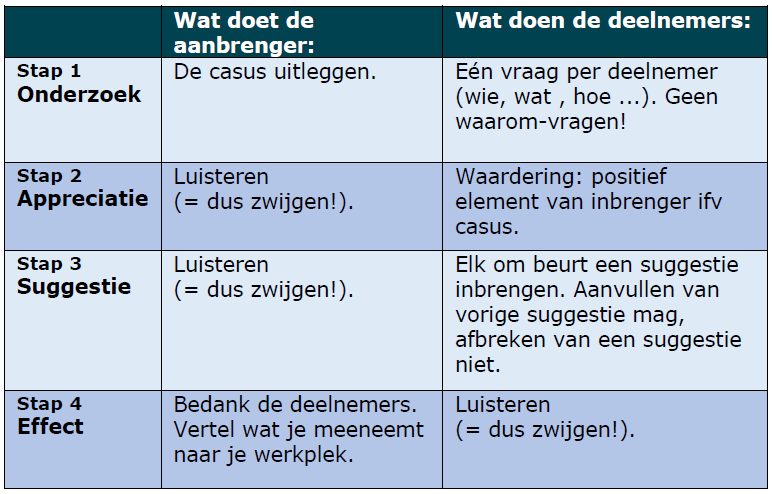 Wat doet de
aanbrenger:
Wat doen de deelnemers:
Stap 1
Onderzoek
De casus uitleggen.
Eén vraag per deelnemer
(wie, wat , hoe ...). Geen
waarom-vragen!
Stap 2
Appreciatie
Luisteren
(= dus zwijgen!).
Waardering: positief
element van inbrenger ifv
casus.
Stap 3
Suggestie
Luisteren
(= dus zwijgen!).
Elk om beurt een suggestie
inbrengen. Aanvullen van
vorige suggestie mag,
afbreken van een suggestie
niet.
Stap 4
Effect
Bedank de deelnemers.
Vertel wat je meeneemt
naar je werkplek.
Luisteren
(= dus zwijgen!).